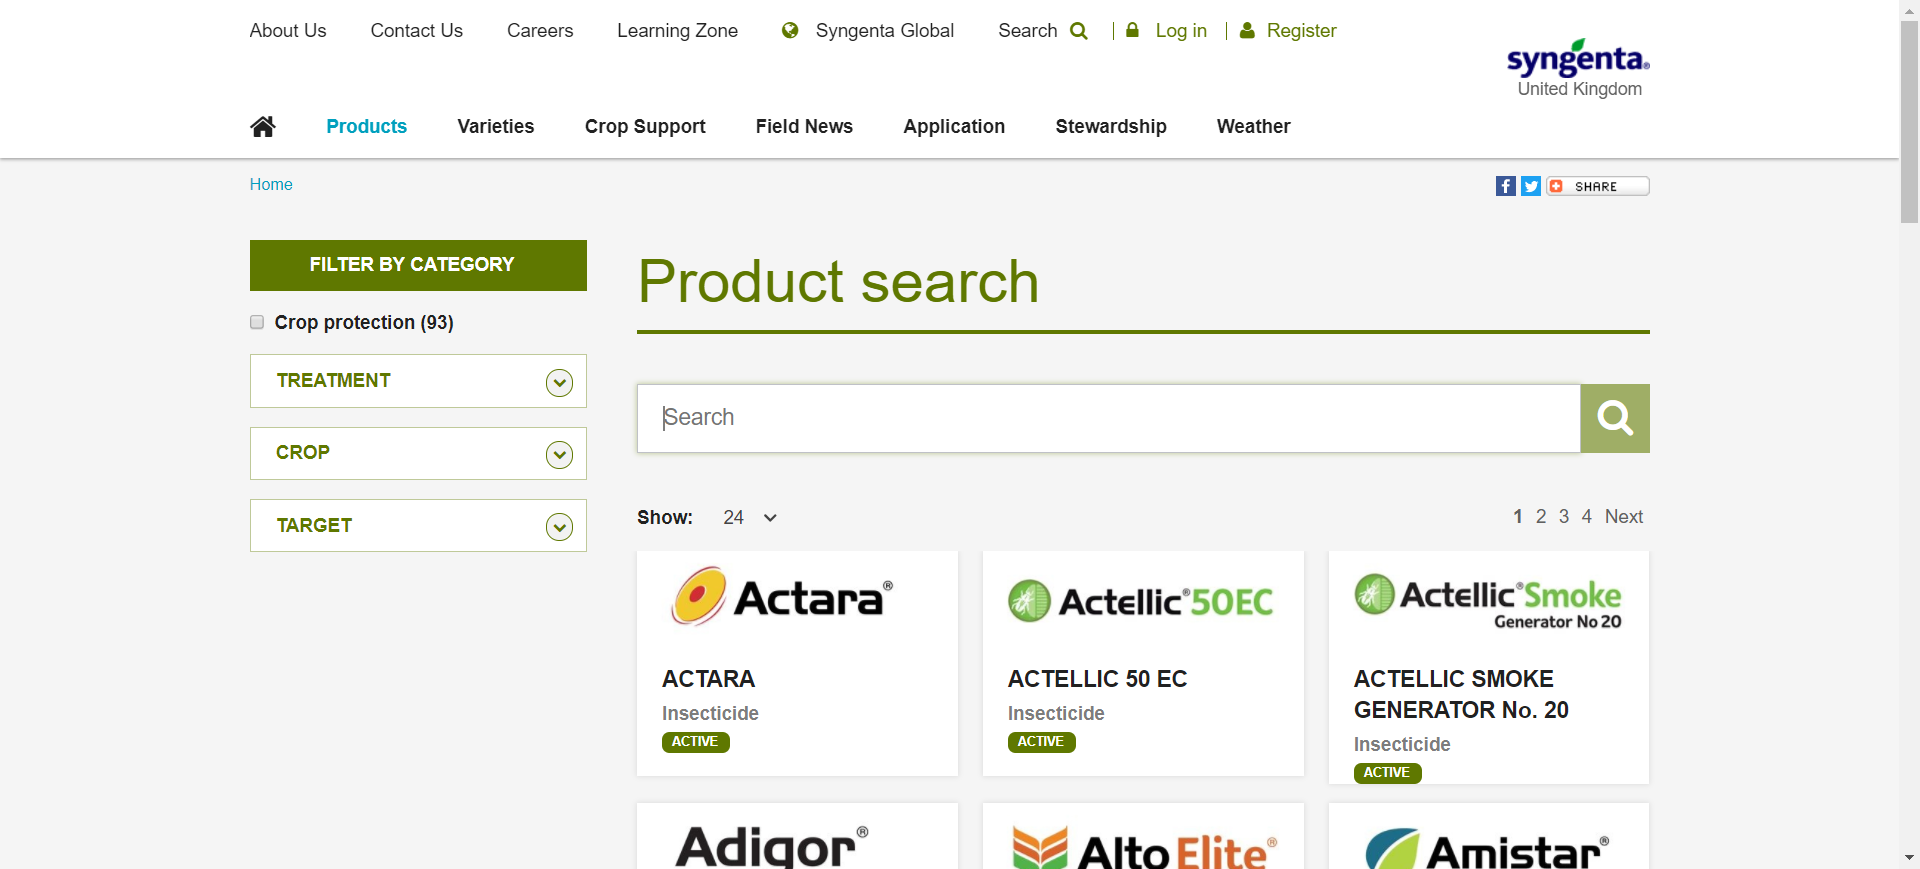 About Us Contact Us Careers Learning Zone Syngenta Global Search Log in Register
syngenta®
United Kingdom
Products Varieties Crop Support Field News Application Stewardship Weather
Home
f SHARE
FILTER BY CATEGORY
Crop protection (93)
TREATMENT
CROP
TARGET
Product search
Search
Show: 24
1 2 3 4 Next
Actara®
ACTARA
Insecticide
ACTIVE
Actellic®50EC
ACTELLIC 50 EC
Insecticide
ACTIVE
Actellic®Smoke
Generator No 20
ACTELLIC SMOKE
GENERATOR No. 20
Insecticide
ACTIVE
Adigor®
Alto Elite®
Amistar®